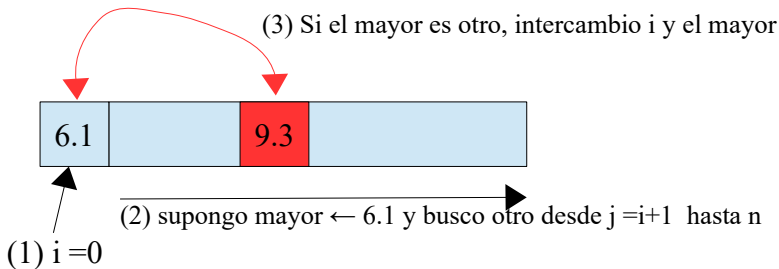 (3) Si el mayor es otro, intercambio i y el mayor
6.1
9.3
(2) supongo mayor ← 6.1 y busco otro desde j =i+1 hasta n
(1) i =0